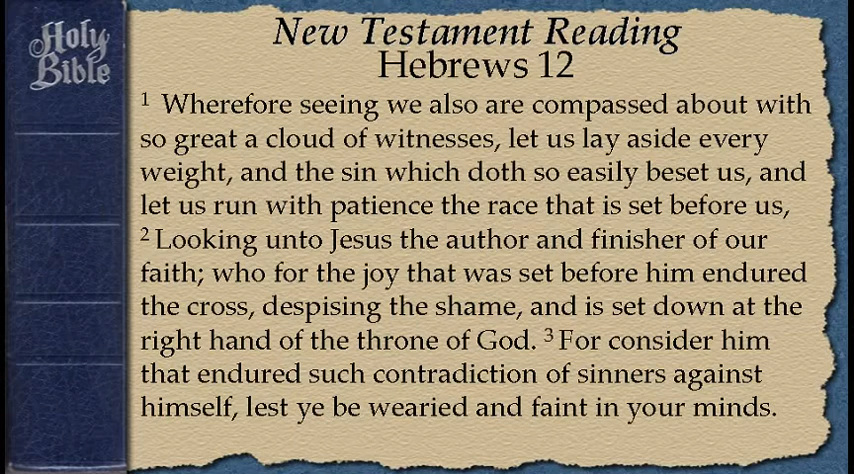 Holy
Bible
New Testament Reading
Hebrews 12
1 Wherefore seeing we also are compassed about with
so great a cloud of witnesses, let us lay aside every
weight, and the sin which doth so easily beset us, and
let us run with patience the race that is set before us,
2 Looking unto Jesus the author and finisher of our
faith; who for the joy that was set before him endured
the cross, despising the shame, and is set down at the
right hand of the throne of God. 3 For consider him
that endured such contradiction of sinners against
himself, lest ye be wearied and faint in your minds.